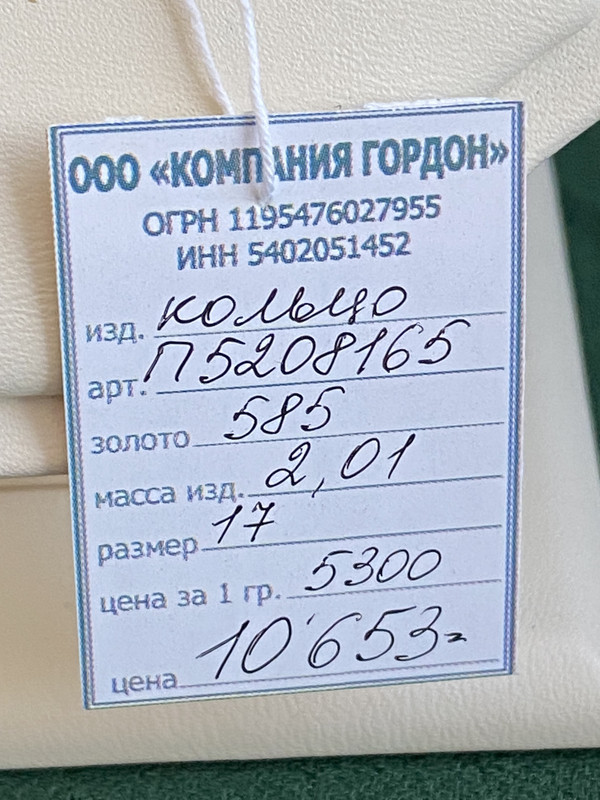 ООО «КОМПАНИЯ ГОРДОН»
ОГРН 1195476027955
ИНН 5402051452
изд. кольцо
арт. П5208165
золото 585
масса изд. 2,01
размер 17
цена за 1 гр. 5300
цена 10'653=